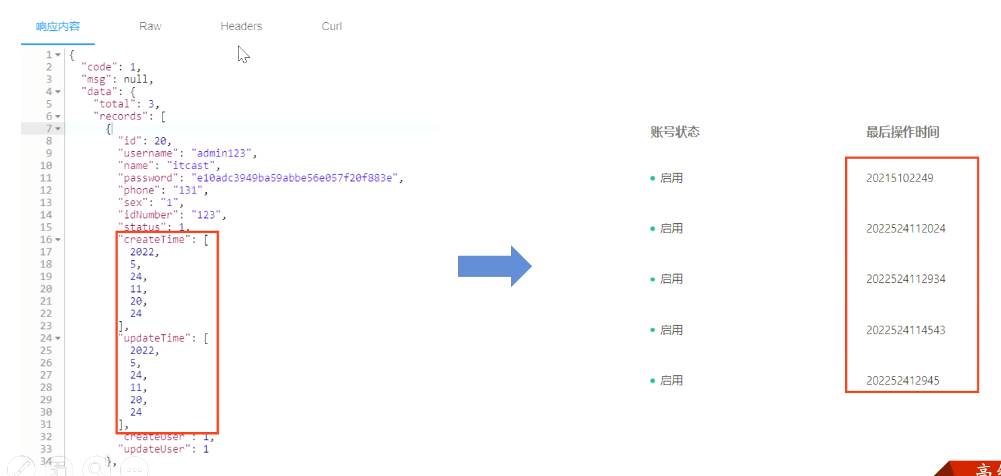 响应内容 Raw Headers Curl
1 {
2 "code": 1,
3 "msg": null,
4 "data": {
5 "total": 3,
6 "records": [
7 {
8 "id": 20,
9 "username": "admin123",
10 "name": "itcast",
11 "password": "e10adc3949ba59abbe56e057f20f883e",
12 "phone": "131",
13 "sex": "1",
14 "idNumber": "123",
15 "status": 1,
16 "createTime": [
17 2022,
18 5,
19 24,
20 11,
21 20,
22 24
23 ],
24 "updateTime": [
25 2022,
26 5,
27 24,
28 11,
29 20,
30 24
31 ],
32 "createUser": 1,
33 "updateUser": 1
34 },
账号状态 最后操作时间
启用 20215102249
启用 2022524112024
启用 2022524112934
启用 2022524114543
启用 202252412945